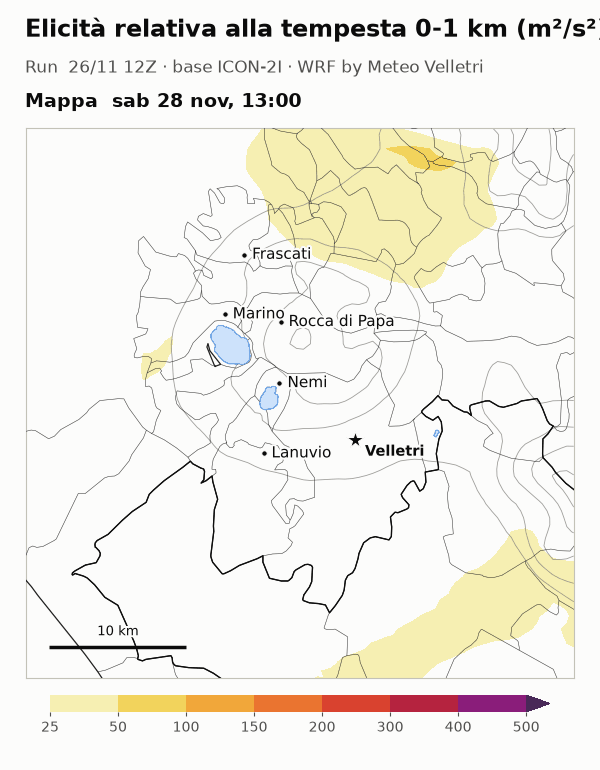 Elicità relativa alla tempesta 0-1 km (m²/s²)
Run 26/11 12Z · base ICON-2I · WRF by Meteo Velletri
Mappa sab 28 nov, 13:00
Frascati
Marino
Rocca di Papa
Nemi
Lanuvio
Velletri
10 km
25 50 100 150 200 300 400 500